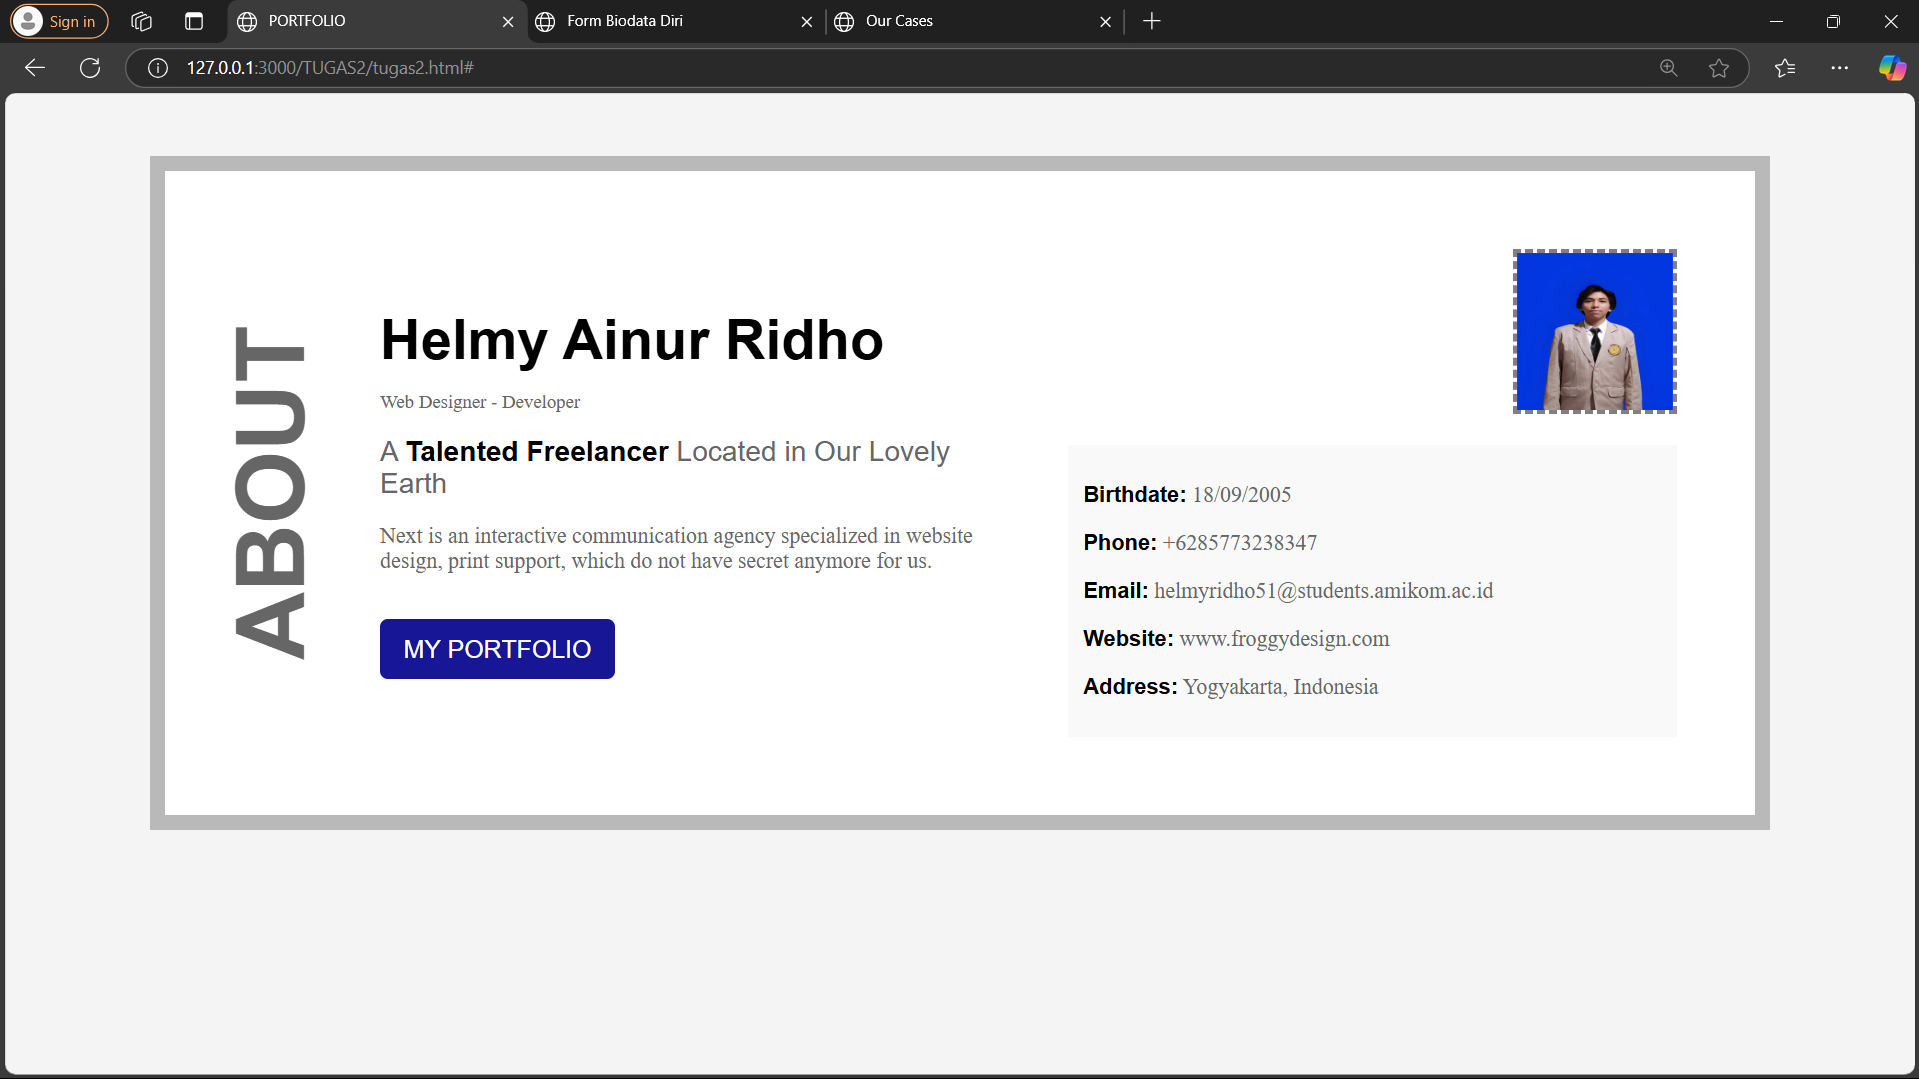 Sign in
PORTFOLIO
Form Biodata Diri
Our Cases
127.0.0.1:3000/TUGAS2/tugas2.html#
ABOUT
Helmy Ainur Ridho
Web Designer - Developer
A Talented Freelancer Located in Our Lovely
Earth
Next is an interactive communication agency specialized in website
design, print support, which do not have secret anymore for us.
MY PORTFOLIO
Birthdate: 18/09/2005
Phone: +6285773238347
Email: helmyridho51@students.amikom.ac.id
Website: www.froggydesign.com
Address: Yogyakarta, Indonesia